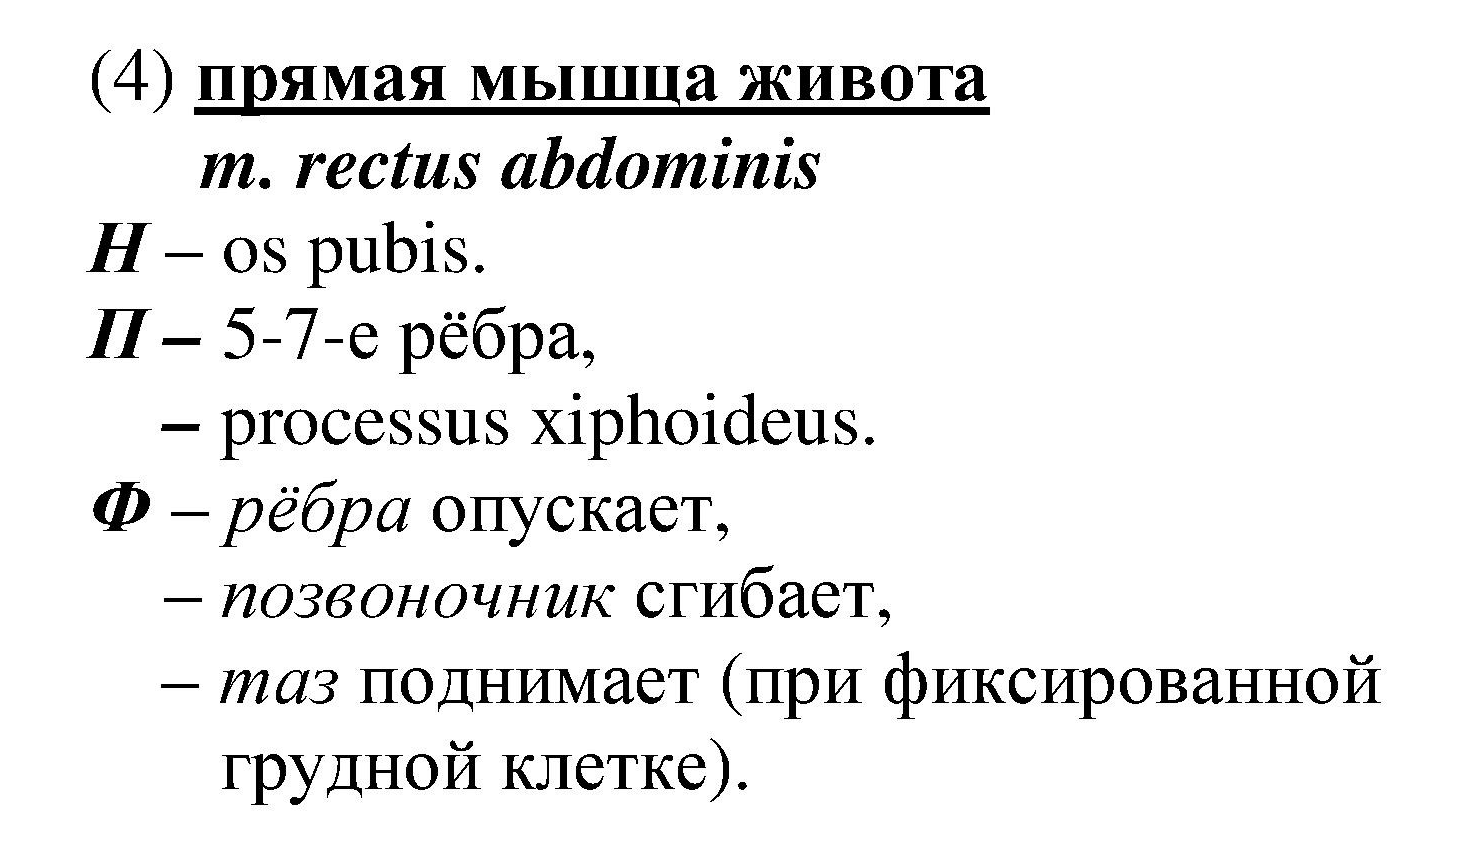 (4) прямая мышца живота
m. rectus abdominis
Н – os pubis.
П – 5-7-е рёбра,
– processus xiphoideus.
Ф – рёбра опускает,
– позвоночник сгибает,
– таз поднимает (при фиксированной
грудной клетке).